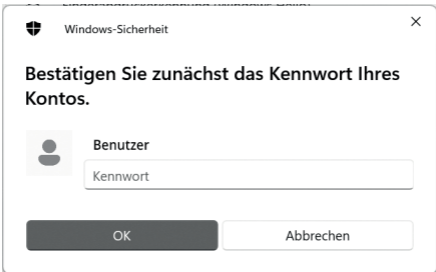 Windows-Sicherheit
Bestätigen Sie zunächst das Kennwort Ihres
Kontos.
Benutzer
Kennwort
OK
Abbrechen